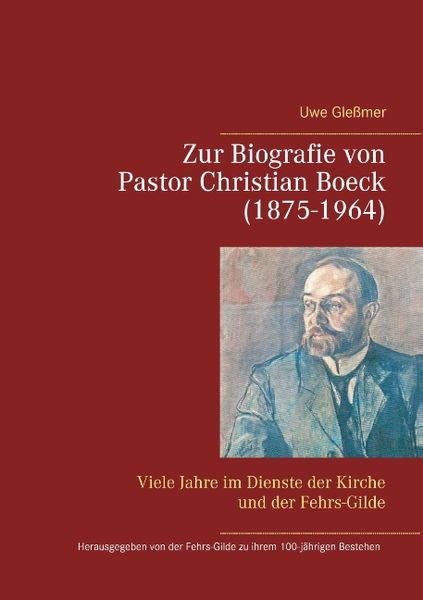 Uwe Gleßmer
Zur Biografie von
Pastor Christian Boeck
(1875-1964)
Viele Jahre im Dienste der Kirche
und der Fehrs-Gilde
Herausgegeben von der Fehrs-Gilde zu ihrem 100-jährigen Bestehen